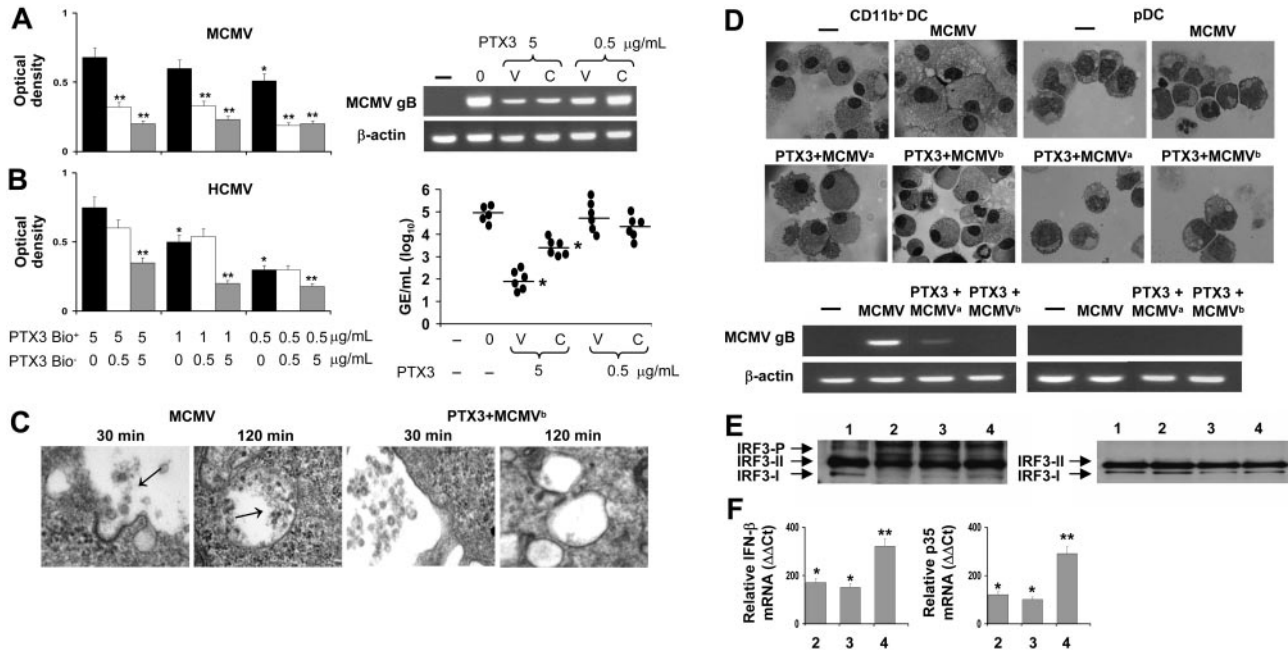 A
MCMV
Optical density
1
0.5
0
*
**
**
**
**
**
**
PTX3 5 0.5 μg/mL
– 0 V C V C
MCMV gB
β-actin
B
HCMV
Optical density
1
0.5
0
*
*
**
**
**
PTX3 Bio⁺ 5 5 5 1 1 1 0.5 0.5 0.5 μg/mL
PTX3 Bio⁻ 0 0.5 5 0 0.5 5 0 0.5 5 μg/mL
GE/mL (log₁₀)
6
5
4
3
2
1
0
*
*
– 0 V C V C
PTX3 – – 5 0.5 μg/mL
C
MCMV PTX3+MCMVᵇ
30 min 120 min 30 min 120 min
D
CD11b⁺ DC pDC
– MCMV – MCMV
PTX3+MCMVᵃ PTX3+MCMVᵇ PTX3+MCMVᵃ PTX3+MCMVᵇ
– MCMV PTX3 + MCMVᵃ PTX3 + MCMVᵇ – MCMV PTX3 + MCMVᵃ PTX3 + MCMVᵇ
MCMV gB
β-actin
E
1 2 3 4 1 2 3 4
IRF3-P
IRF3-II IRF3-II
IRF3-I IRF3-I
F
Relative IFN-β mRNA (ΔΔCt)
400
200
0
* * **
2 3 4
Relative p35 mRNA (ΔΔCt)
400
200
0
* * **
2 3 4